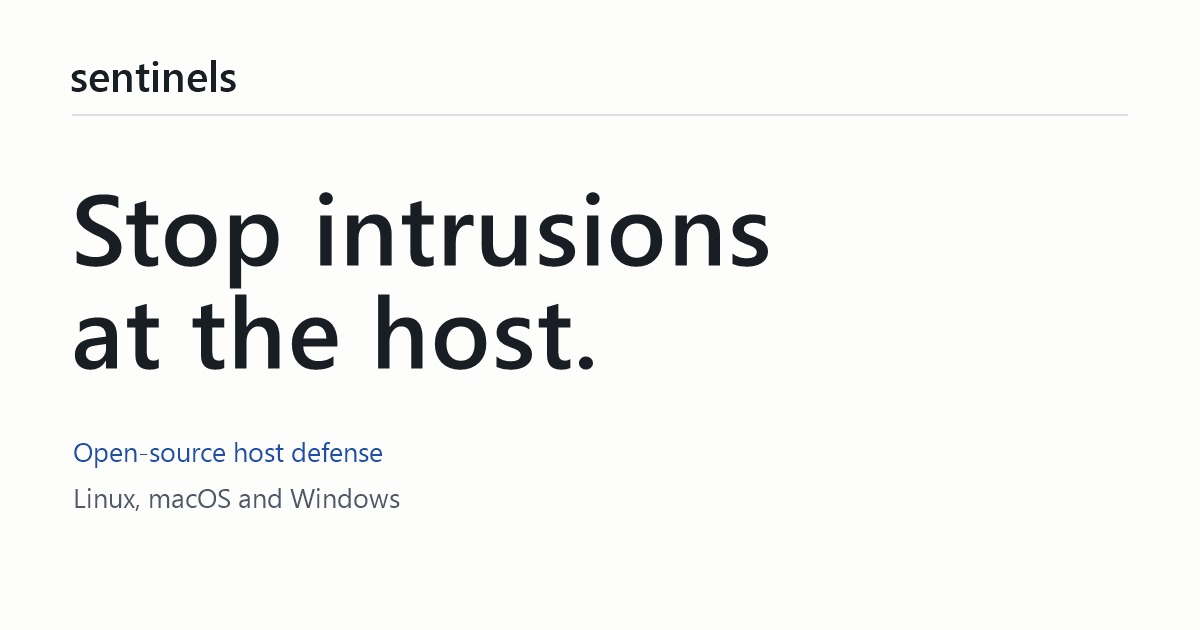 sentinels
Stop intrusions
at the host.
Open-source host defense
Linux, macOS and Windows